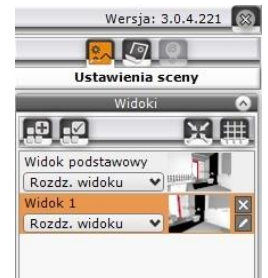 Wersja: 3.0.4.221
Ustawienia sceny
Widoki
Widok podstawowy
Rozdz. widoku
Widok 1
Rozdz. widoku